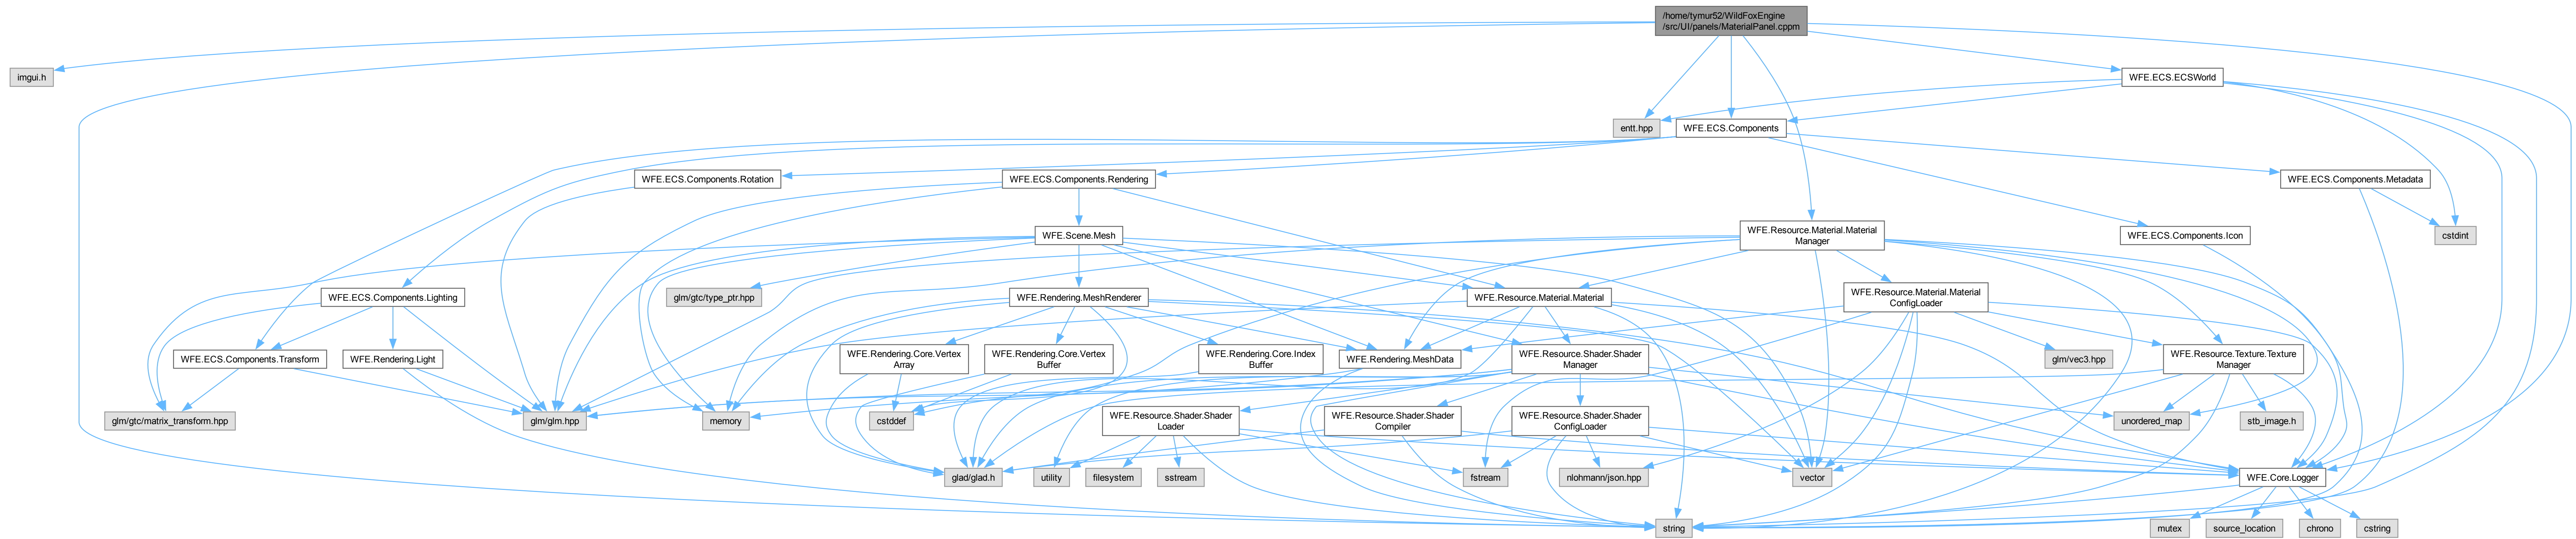 /home/tymur52/WildFoxEngine
/src/UI/panels/MaterialPanel.cppm
imgui.h
WFE.ECS.ECSWorld
entt.hpp
WFE.ECS.Components
WFE.ECS.Components.Rotation
WFE.ECS.Components.Rendering
WFE.ECS.Components.Metadata
WFE.Scene.Mesh
WFE.Resource.Material.Material
Manager
WFE.ECS.Components.Icon
cstdint
WFE.ECS.Components.Lighting
glm/gtc/type_ptr.hpp
WFE.Rendering.MeshRenderer
WFE.Resource.Material.Material
WFE.Resource.Material.Material
ConfigLoader
WFE.ECS.Components.Transform
WFE.Rendering.Light
WFE.Rendering.Core.Vertex
Array
WFE.Rendering.Core.Vertex
Buffer
WFE.Rendering.Core.Index
Buffer
WFE.Rendering.MeshData
WFE.Resource.Shader.Shader
Manager
glm/vec3.hpp
WFE.Resource.Texture.Texture
Manager
glm/gtc/matrix_transform.hpp
glm/glm.hpp
memory
cstddef
WFE.Resource.Shader.Shader
Loader
WFE.Resource.Shader.Shader
Compiler
WFE.Resource.Shader.Shader
ConfigLoader
unordered_map
stb_image.h
glad/glad.h
utility
filesystem
sstream
fstream
nlohmann/json.hpp
vector
WFE.Core.Logger
string
mutex
source_location
chrono
cstring